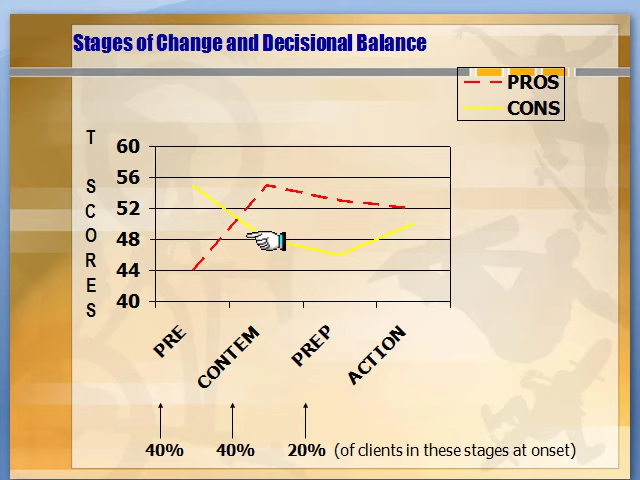 Stages of Change and Decisional Balance
PROS
CONS
T SCORES
60
56
52
48
44
40
PRE
CONTEM
PREP
ACTION
40% 40% 20% (of clients in these stages at onset)